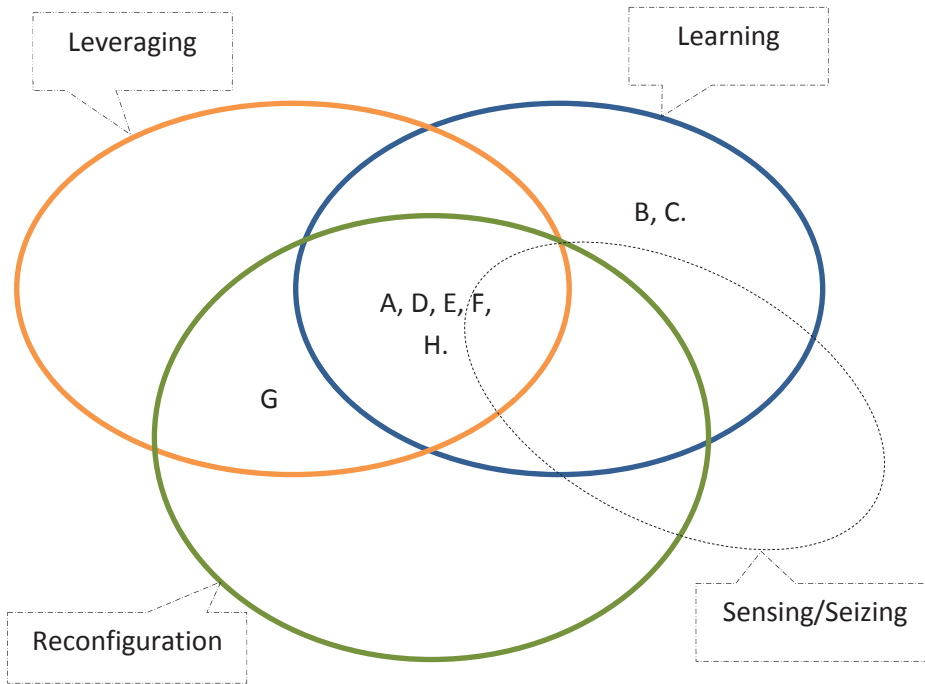 Leveraging
Learning
B, C.
A, D, E, F,
H.
G
Sensing/Seizing
Reconfiguration